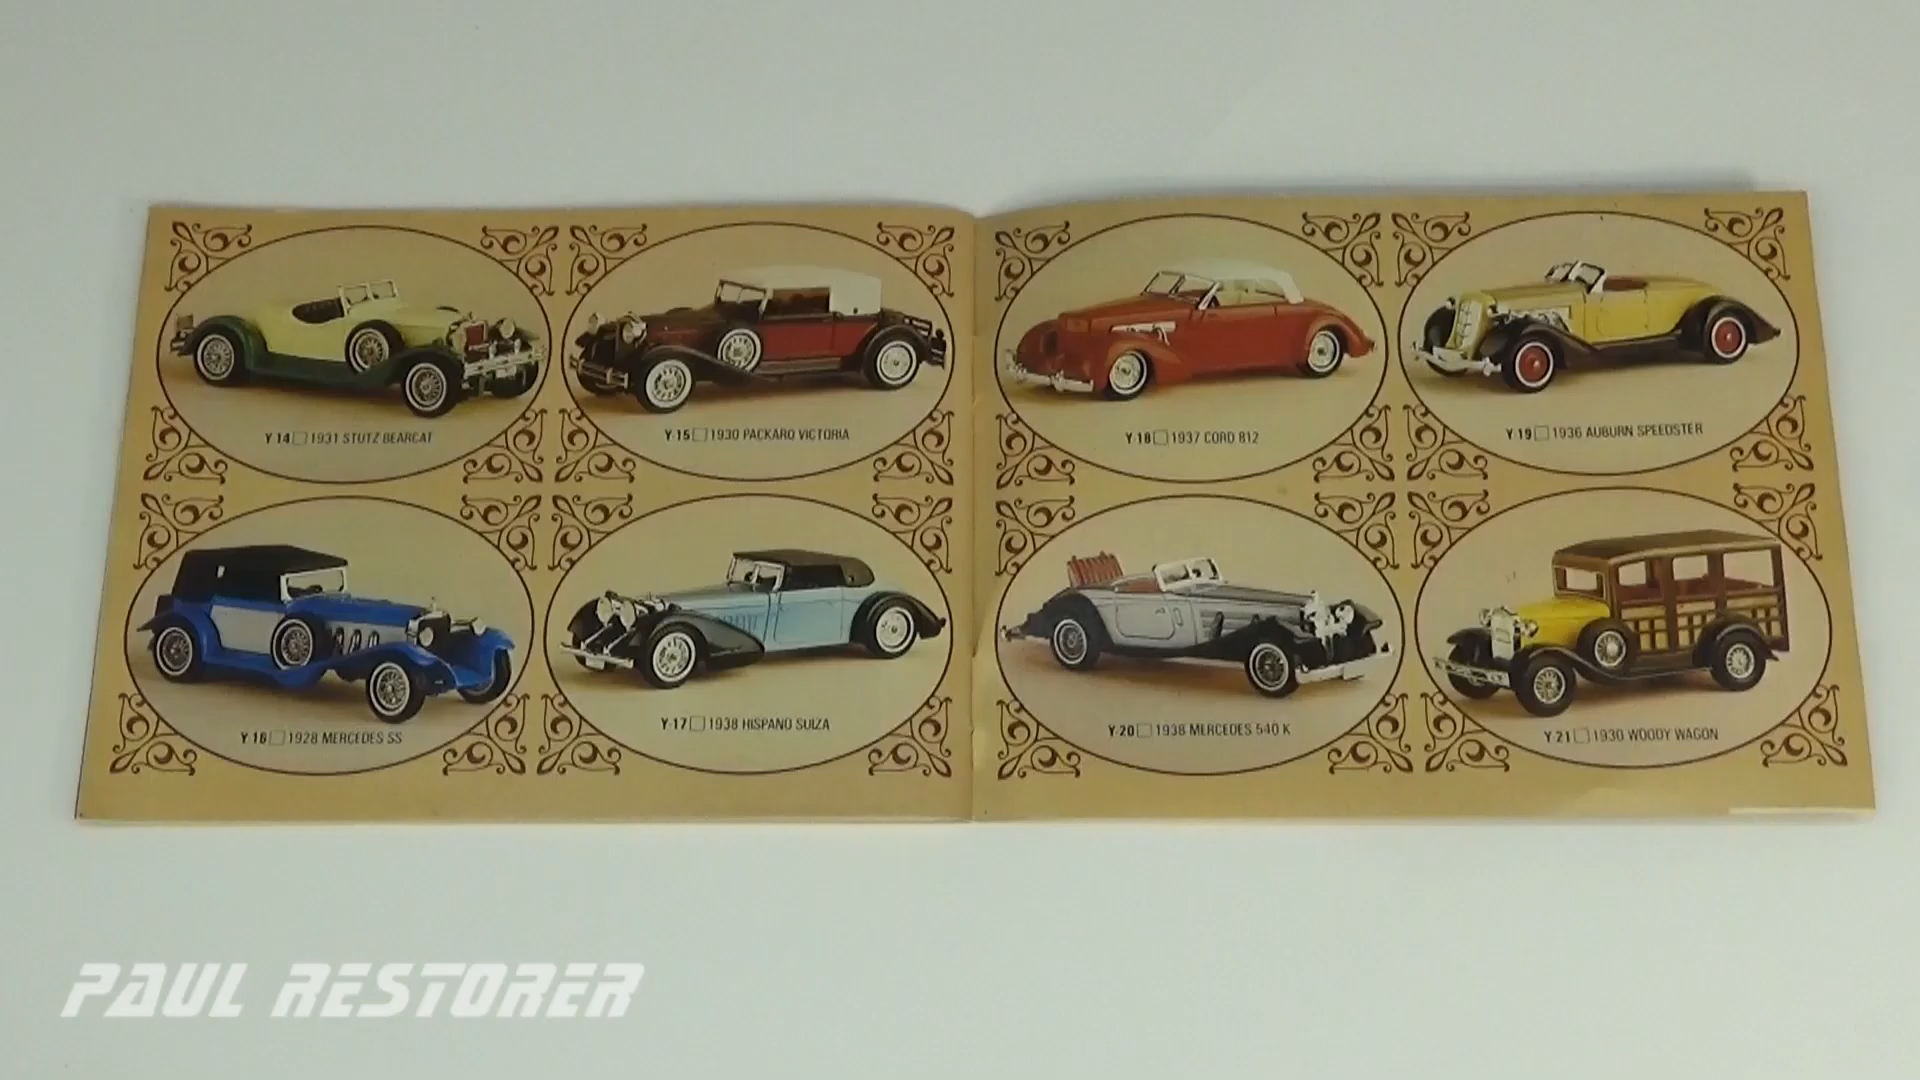 Y 14 1931 STUTZ BEARCAT
Y 15 1930 PACKARD VICTORIA
Y 16 1928 MERCEDES SS
Y 17 1938 HISPANO SUIZA
Y 18 1937 CORD 812
Y 19 1936 AUBURN SPEEDSTER
Y 20 1938 MERCEDES 540 K
Y 21 1930 WOODY WAGON
PAUL RESTORER